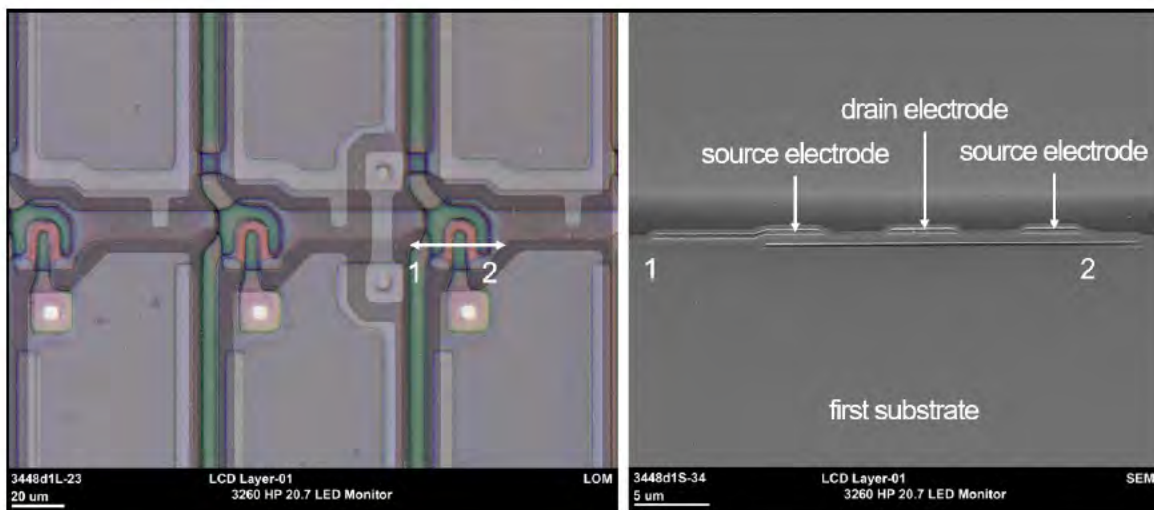 1
2
3448d1L-23
LCD Layer-01
LOM
20 um
3260 HP 20.7 LED Monitor
drain electrode
source electrode
source electrode
1
2
first substrate
3448d1S-34
LCD Layer-01
SEM
5 um
3260 HP 20.7 LED Monitor